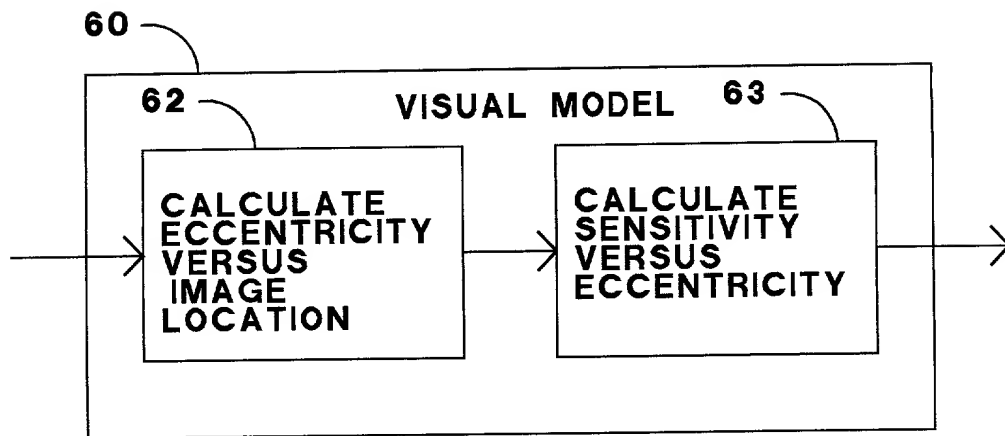 60
VISUAL MODEL
62
63
CALCULATE
ECCENTRICITY
VERSUS
IMAGE
LOCATION
CALCULATE
SENSITIVITY
VERSUS
ECCENTRICITY